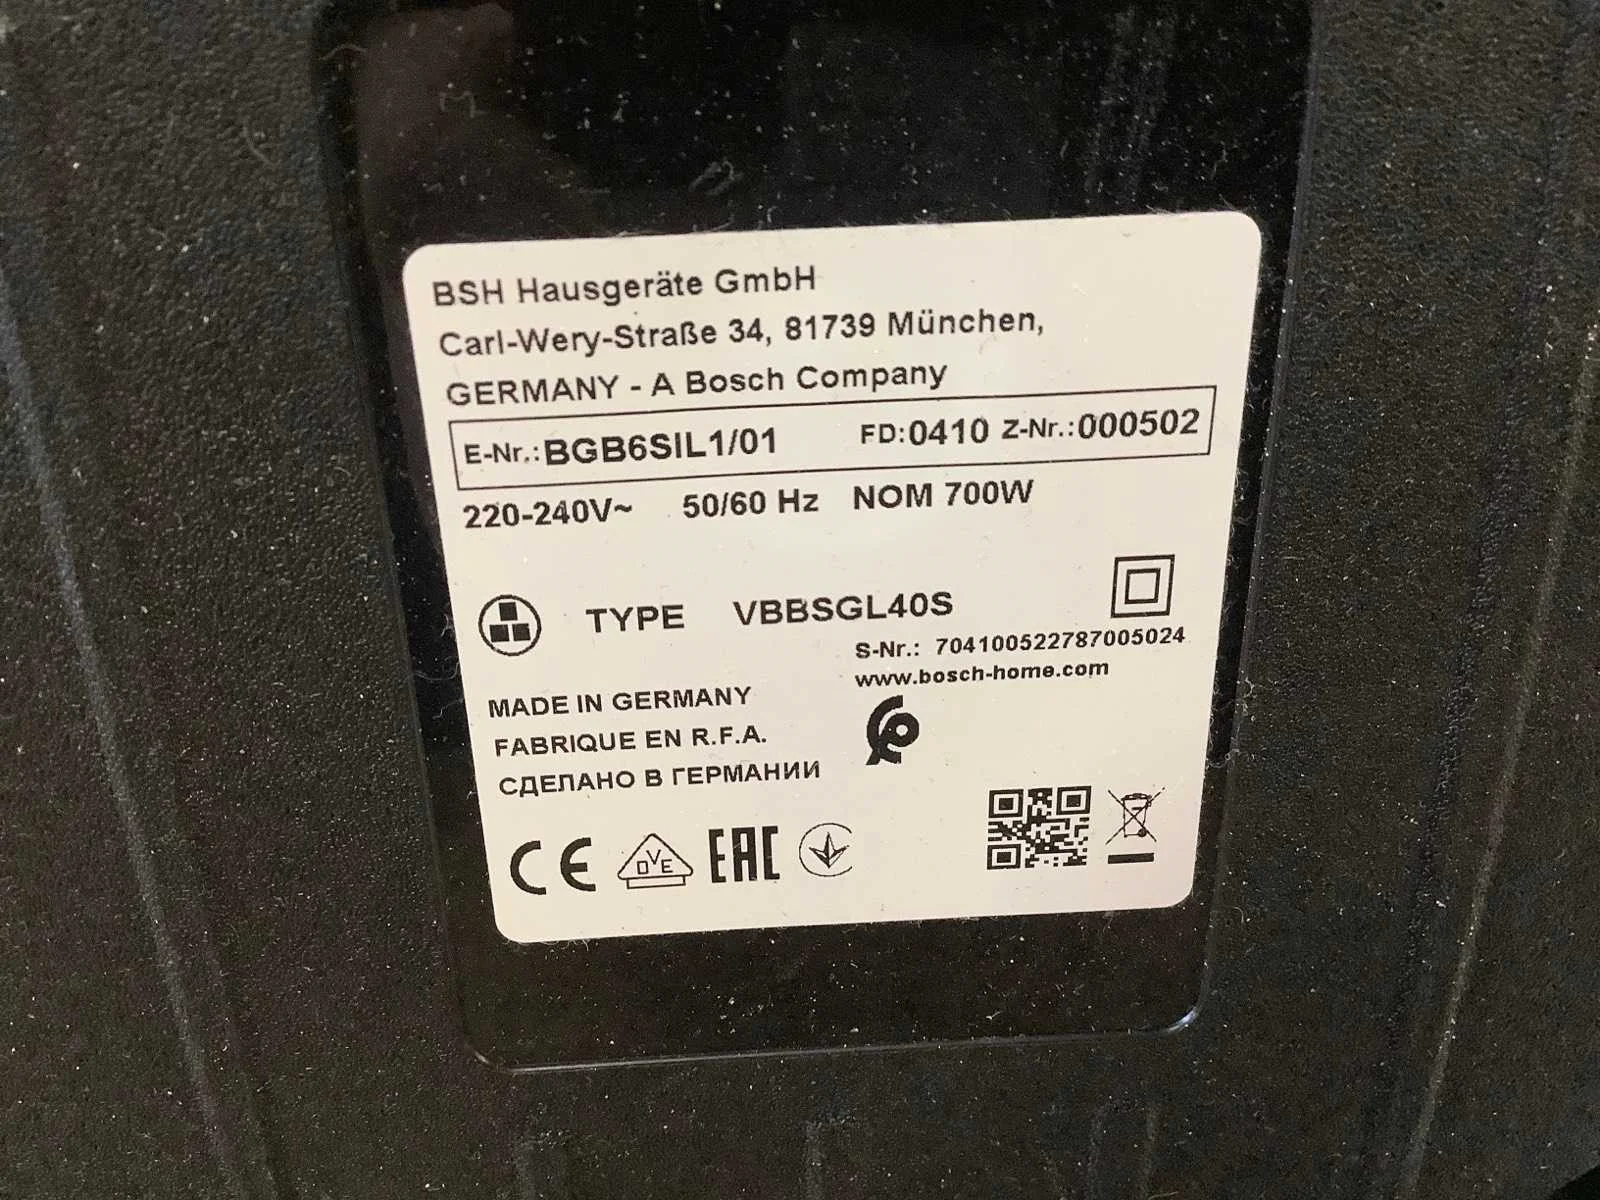 BSH Hausgeräte GmbH
Carl-Wery-Straße 34, 81739 München,
GERMANY - A Bosch Company
E-Nr.: BGB6SIL1/01 FD: 0410 Z-Nr.: 000502
220-240V~ 50/60 Hz NOM 700W
TYPE VBBSGL40S
S-Nr.: 704100522787005024
www.bosch-home.com
MADE IN GERMANY
FABRIQUE EN R.F.A.
СДЕЛАНО В ГЕРМАНИИ
CE OVE EAC